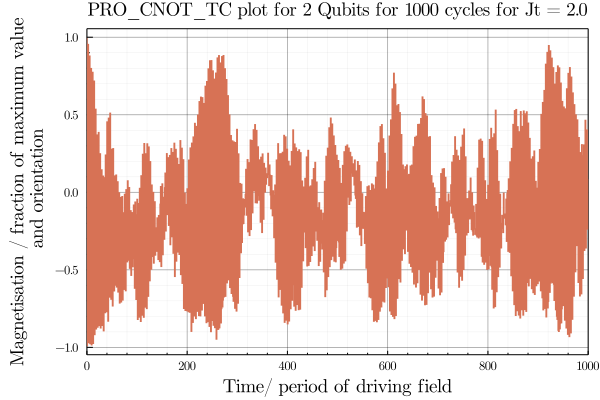 PRO_CNOT_TC plot for 2 Qubits for 1000 cycles for Jt = 2.0
Magnetisation / fraction of maximum value
and orientation
1.0
0.5
0.0
−0.5
−1.0
0 200 400 600 800 1000
Time/ period of driving field